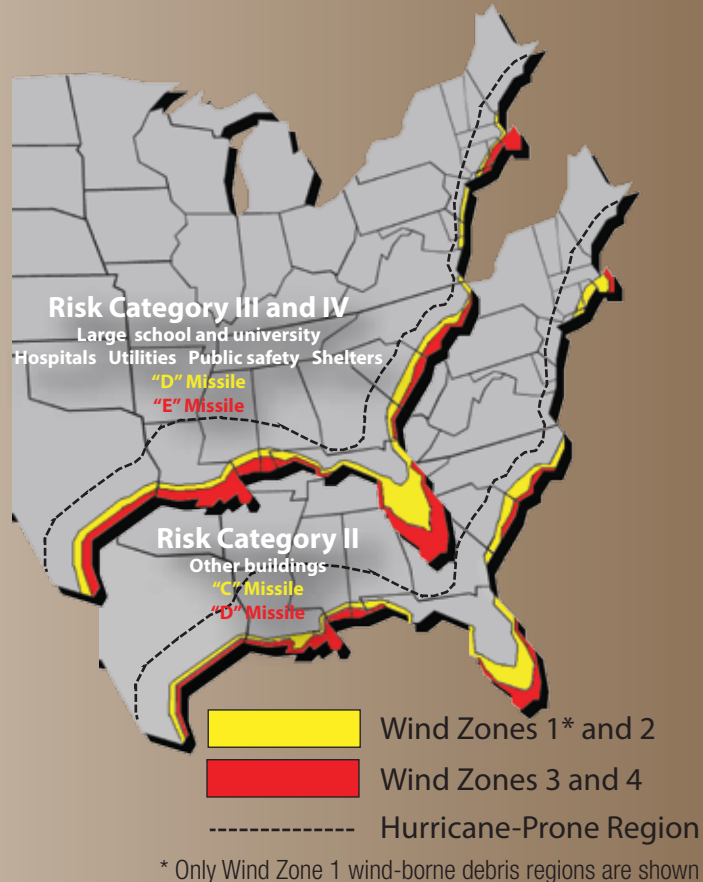 Risk Category III and IV
Large school and university
Hospitals Utilities Public safety Shelters
“D” Missile
“E” Missile
Risk Category II
Other buildings
“C” Missile
“D” Missile
Wind Zones 1* and 2
Wind Zones 3 and 4
Hurricane-Prone Region
* Only Wind Zone 1 wind-borne debris regions are shown